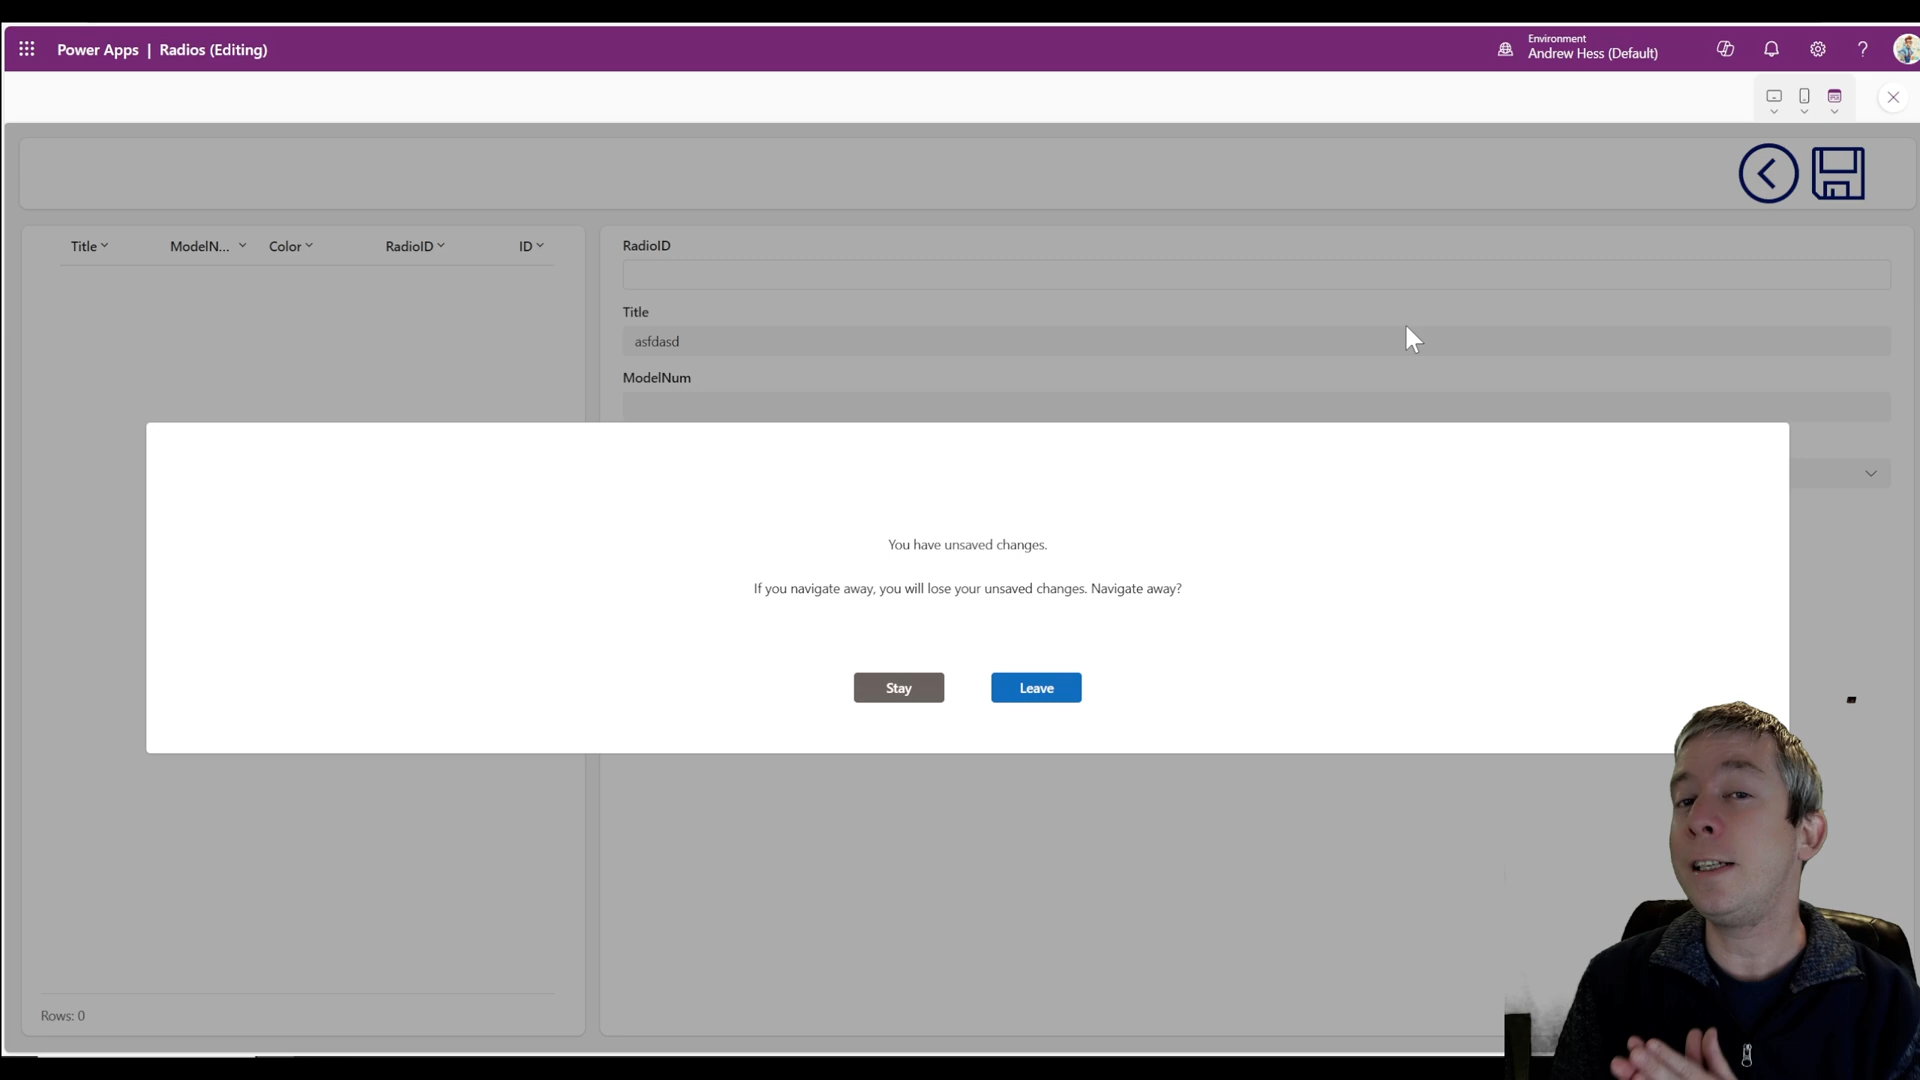 Power Apps | Radios (Editing)
Environment
Andrew Hess (Default)
Title
ModelN...
Color
RadioID
ID
RadioID
Title
asfdasd
ModelNum
You have unsaved changes.
If you navigate away, you will lose your unsaved changes. Navigate away?
Stay
Leave
Rows: 0